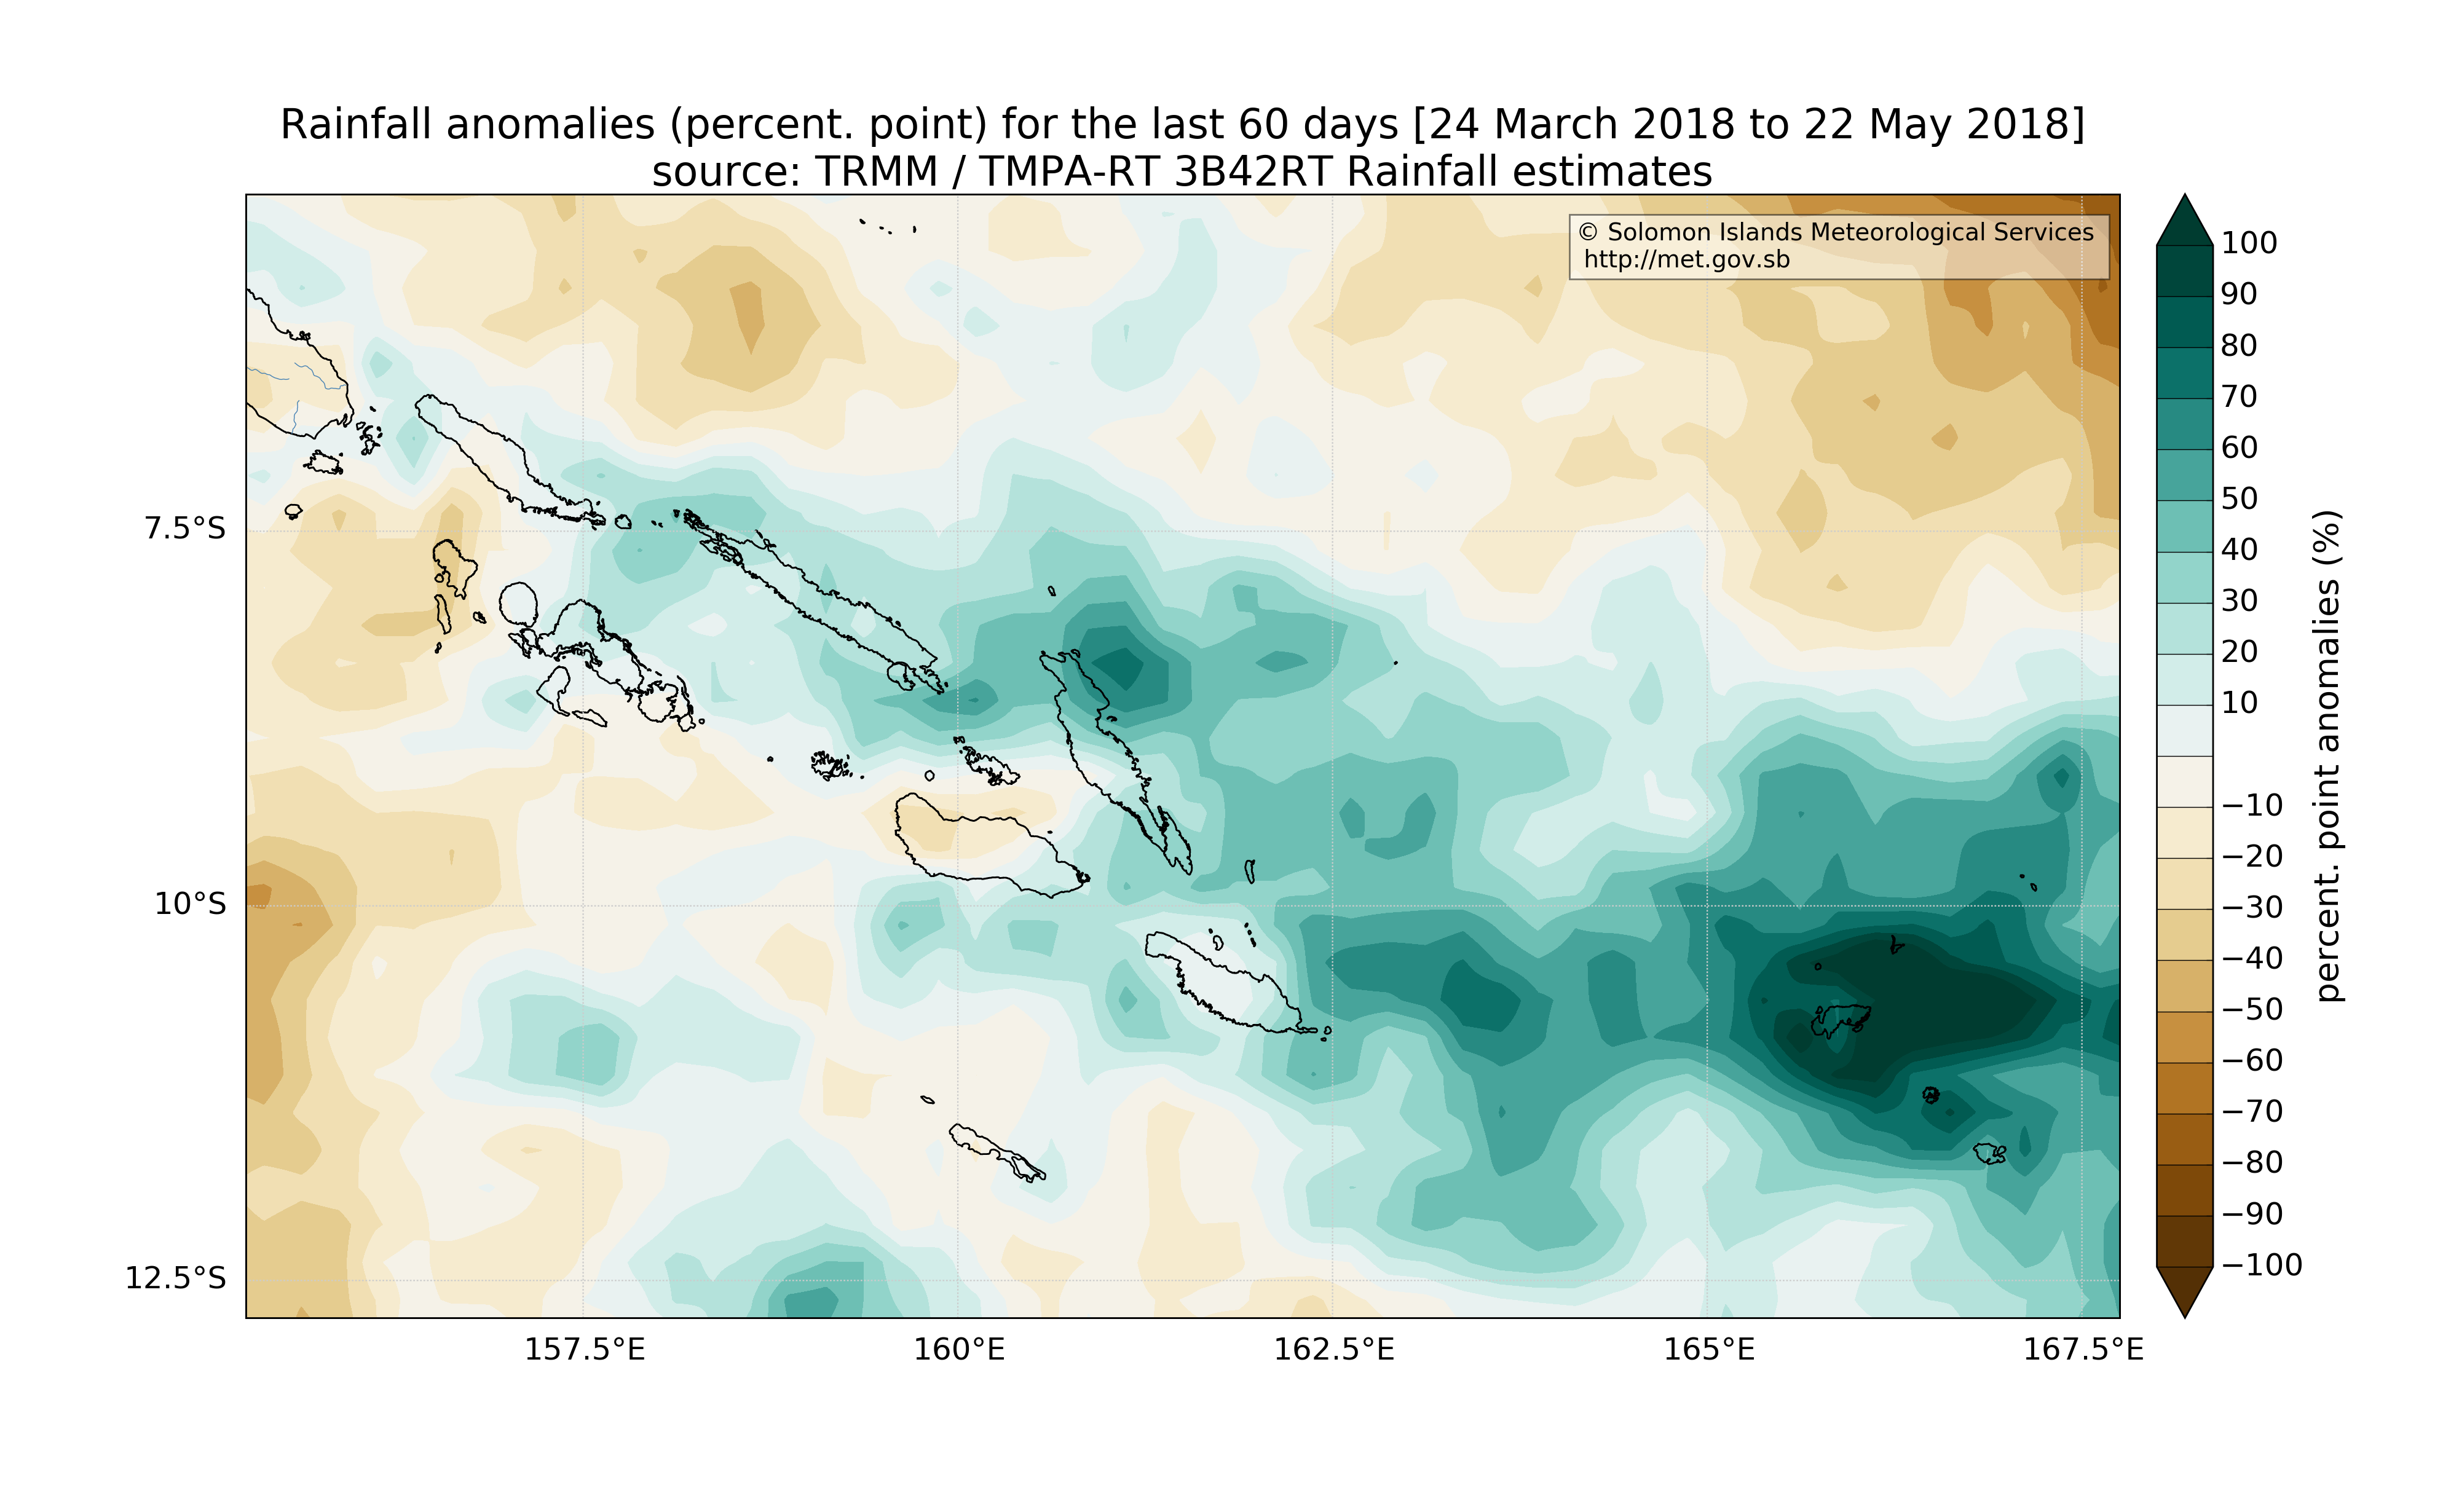 Rainfall anomalies (percent. point) for the last 60 days [24 March 2018 to 22 May 2018]
source: TRMM / TMPA-RT 3B42RT Rainfall estimates
© Solomon Islands Meteorological Services
http://met.gov.sb
7.5°S
10°S
12.5°S
157.5°E
160°E
162.5°E
165°E
167.5°E
100
90
80
70
60
50
40
30
20
10
−10
−20
−30
−40
−50
−60
−70
−80
−90
−100
percent. point anomalies (%)